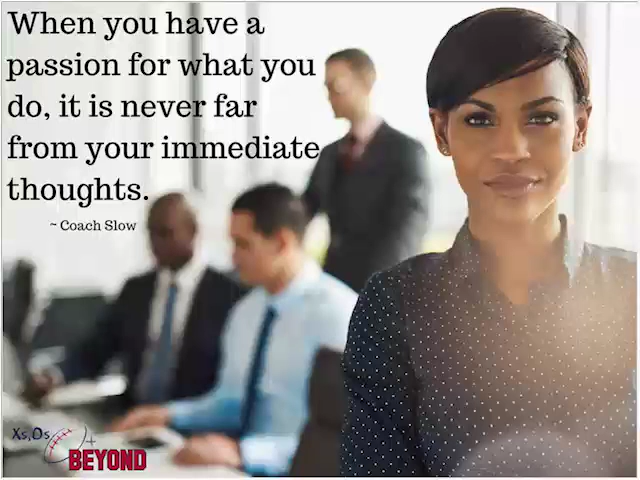 When you have a
passion for what you
do, it is never far
from your immediate
thoughts.
~ Coach Slow
Xs,Os
+
BEYOND